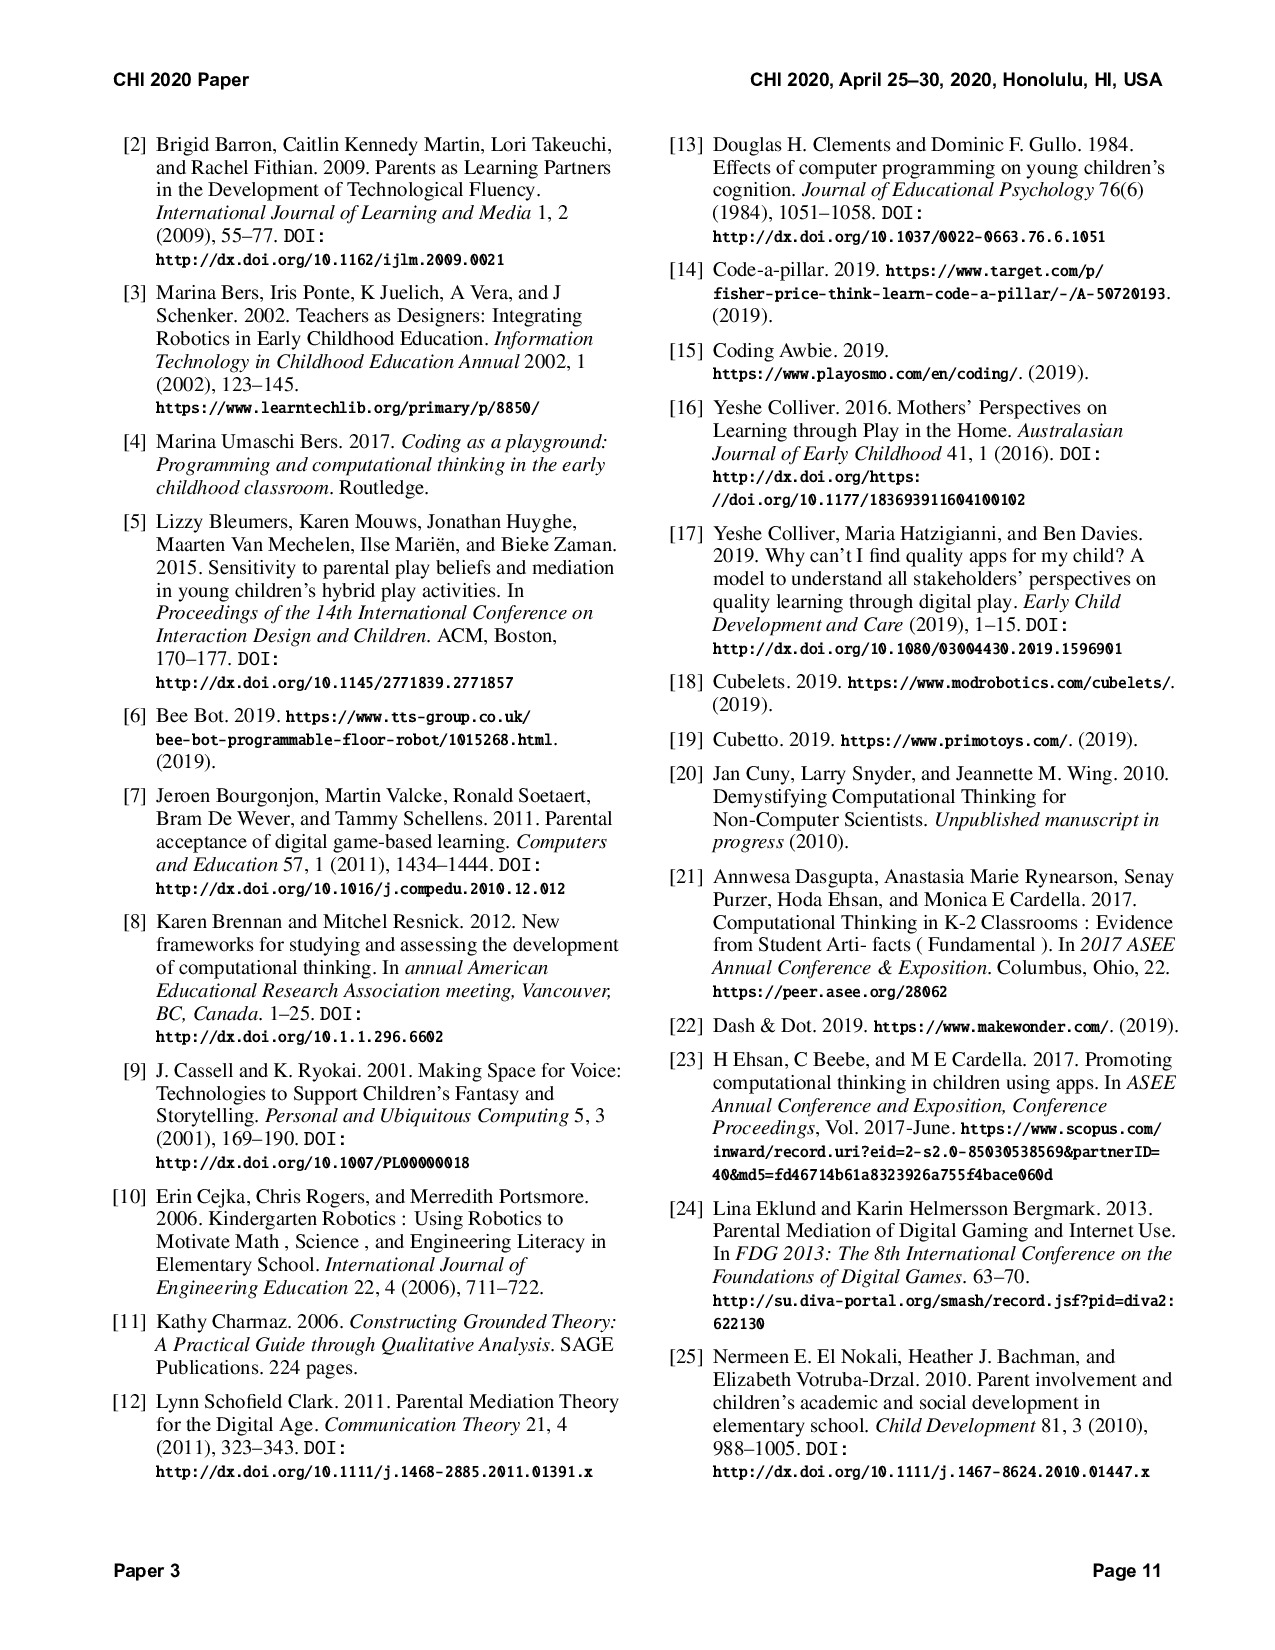 CHI 2020 Paper
CHI 2020, April 25–30, 2020, Honolulu, HI, USA
[2] Brigid Barron, Caitlin Kennedy Martin, Lori Takeuchi,
and Rachel Fithian. 2009. Parents as Learning Partners
in the Development of Technological Fluency.
International Journal of Learning and Media 1, 2
(2009), 55–77. DOI:
http://dx.doi.org/10.1162/ijlm.2009.0021
[3] Marina Bers, Iris Ponte, K Juelich, A Vera, and J
Schenker. 2002. Teachers as Designers: Integrating
Robotics in Early Childhood Education. Information
Technology in Childhood Education Annual 2002, 1
(2002), 123–145.
https://www.learntechlib.org/primary/p/8850/
[4] Marina Umaschi Bers. 2017. Coding as a playground:
Programming and computational thinking in the early
childhood classroom. Routledge.
[5] Lizzy Bleumers, Karen Mouws, Jonathan Huyghe,
Maarten Van Mechelen, Ilse Mariën, and Bieke Zaman.
2015. Sensitivity to parental play beliefs and mediation
in young children’s hybrid play activities. In
Proceedings of the 14th International Conference on
Interaction Design and Children. ACM, Boston,
170–177. DOI:
http://dx.doi.org/10.1145/2771839.2771857
[6] Bee Bot. 2019. https://www.tts-group.co.uk/
bee-bot-programmable-floor-robot/1015268.html.
(2019).
[7] Jeroen Bourgonjon, Martin Valcke, Ronald Soetaert,
Bram De Wever, and Tammy Schellens. 2011. Parental
acceptance of digital game-based learning. Computers
and Education 57, 1 (2011), 1434–1444. DOI:
http://dx.doi.org/10.1016/j.compedu.2010.12.012
[8] Karen Brennan and Mitchel Resnick. 2012. New
frameworks for studying and assessing the development
of computational thinking. In annual American
Educational Research Association meeting, Vancouver,
BC, Canada. 1–25. DOI:
http://dx.doi.org/10.1.1.296.6602
[9] J. Cassell and K. Ryokai. 2001. Making Space for Voice:
Technologies to Support Children’s Fantasy and
Storytelling. Personal and Ubiquitous Computing 5, 3
(2001), 169–190. DOI:
http://dx.doi.org/10.1007/PL00000018
[10] Erin Cejka, Chris Rogers, and Merredith Portsmore.
2006. Kindergarten Robotics : Using Robotics to
Motivate Math , Science , and Engineering Literacy in
Elementary School. International Journal of
Engineering Education 22, 4 (2006), 711–722.
[11] Kathy Charmaz. 2006. Constructing Grounded Theory:
A Practical Guide through Qualitative Analysis. SAGE
Publications. 224 pages.
[12] Lynn Schofield Clark. 2011. Parental Mediation Theory
for the Digital Age. Communication Theory 21, 4
(2011), 323–343. DOI:
http://dx.doi.org/10.1111/j.1468-2885.2011.01391.x
[13] Douglas H. Clements and Dominic F. Gullo. 1984.
Effects of computer programming on young children’s
cognition. Journal of Educational Psychology 76(6)
(1984), 1051–1058. DOI:
http://dx.doi.org/10.1037/0022-0663.76.6.1051
[14] Code-a-pillar. 2019. https://www.target.com/p/
fisher-price-think-learn-code-a-pillar/-/A-50720193.
(2019).
[15] Coding Awbie. 2019.
https://www.playosmo.com/en/coding/. (2019).
[16] Yeshe Colliver. 2016. Mothers’ Perspectives on
Learning through Play in the Home. Australasian
Journal of Early Childhood 41, 1 (2016). DOI:
http://dx.doi.org/https:
//doi.org/10.1177/183693911604100102
[17] Yeshe Colliver, Maria Hatzigianni, and Ben Davies.
2019. Why can’t I find quality apps for my child? A
model to understand all stakeholders’ perspectives on
quality learning through digital play. Early Child
Development and Care (2019), 1–15. DOI:
http://dx.doi.org/10.1080/03004430.2019.1596901
[18] Cubelets. 2019. https://www.modrobotics.com/cubelets/.
(2019).
[19] Cubetto. 2019. https://www.primotoys.com/. (2019).
[20] Jan Cuny, Larry Snyder, and Jeannette M. Wing. 2010.
Demystifying Computational Thinking for
Non-Computer Scientists. Unpublished manuscript in
progress (2010).
[21] Annwesa Dasgupta, Anastasia Marie Rynearson, Senay
Purzer, Hoda Ehsan, and Monica E Cardella. 2017.
Computational Thinking in K-2 Classrooms : Evidence
from Student Arti- facts ( Fundamental ). In 2017 ASEE
Annual Conference & Exposition. Columbus, Ohio, 22.
https://peer.asee.org/28062
[22] Dash & Dot. 2019. https://www.makewonder.com/. (2019).
[23] H Ehsan, C Beebe, and M E Cardella. 2017. Promoting
computational thinking in children using apps. In ASEE
Annual Conference and Exposition, Conference
Proceedings, Vol. 2017-June. https://www.scopus.com/
inward/record.uri?eid=2-s2.0-85030538569&partnerID=
40&md5=fd46714b61a8323926a755f4bace060d
[24] Lina Eklund and Karin Helmersson Bergmark. 2013.
Parental Mediation of Digital Gaming and Internet Use.
In FDG 2013: The 8th International Conference on the
Foundations of Digital Games. 63–70.
http://su.diva-portal.org/smash/record.jsf?pid=diva2:
622130
[25] Nermeen E. El Nokali, Heather J. Bachman, and
Elizabeth Votruba-Drzal. 2010. Parent involvement and
children’s academic and social development in
elementary school. Child Development 81, 3 (2010),
988–1005. DOI:
http://dx.doi.org/10.1111/j.1467-8624.2010.01447.x
Paper 3
Page 11